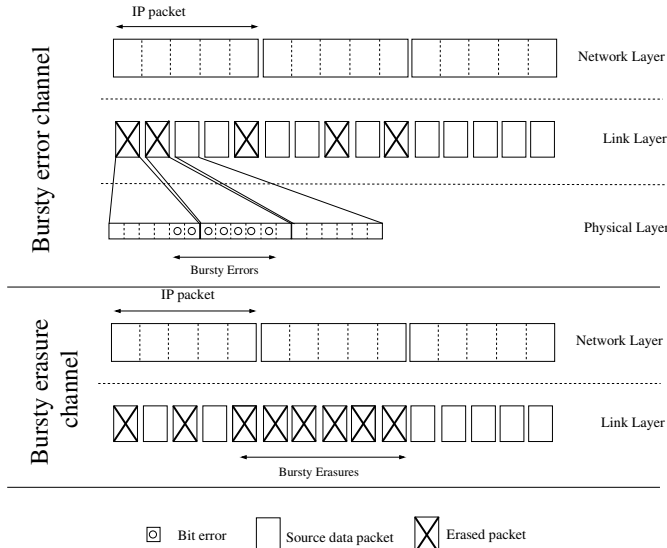 IP packet
Network Layer
Bursty error channel
Link Layer
Physical Layer
Bursty Errors
IP packet
Network Layer
Bursty erasure
channel
Link Layer
Bursty Erasures
Bit error
Source data packet
Erased packet